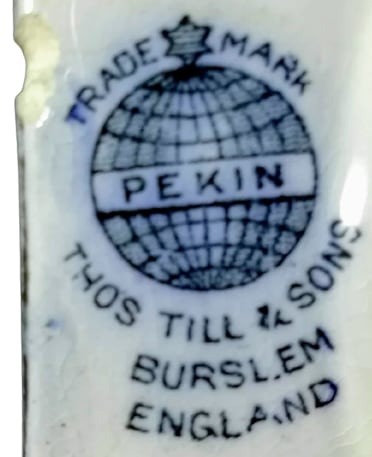 TRADE MARK
PEKIN
THOS TILL & SONS
BURSLEM
ENGLAND